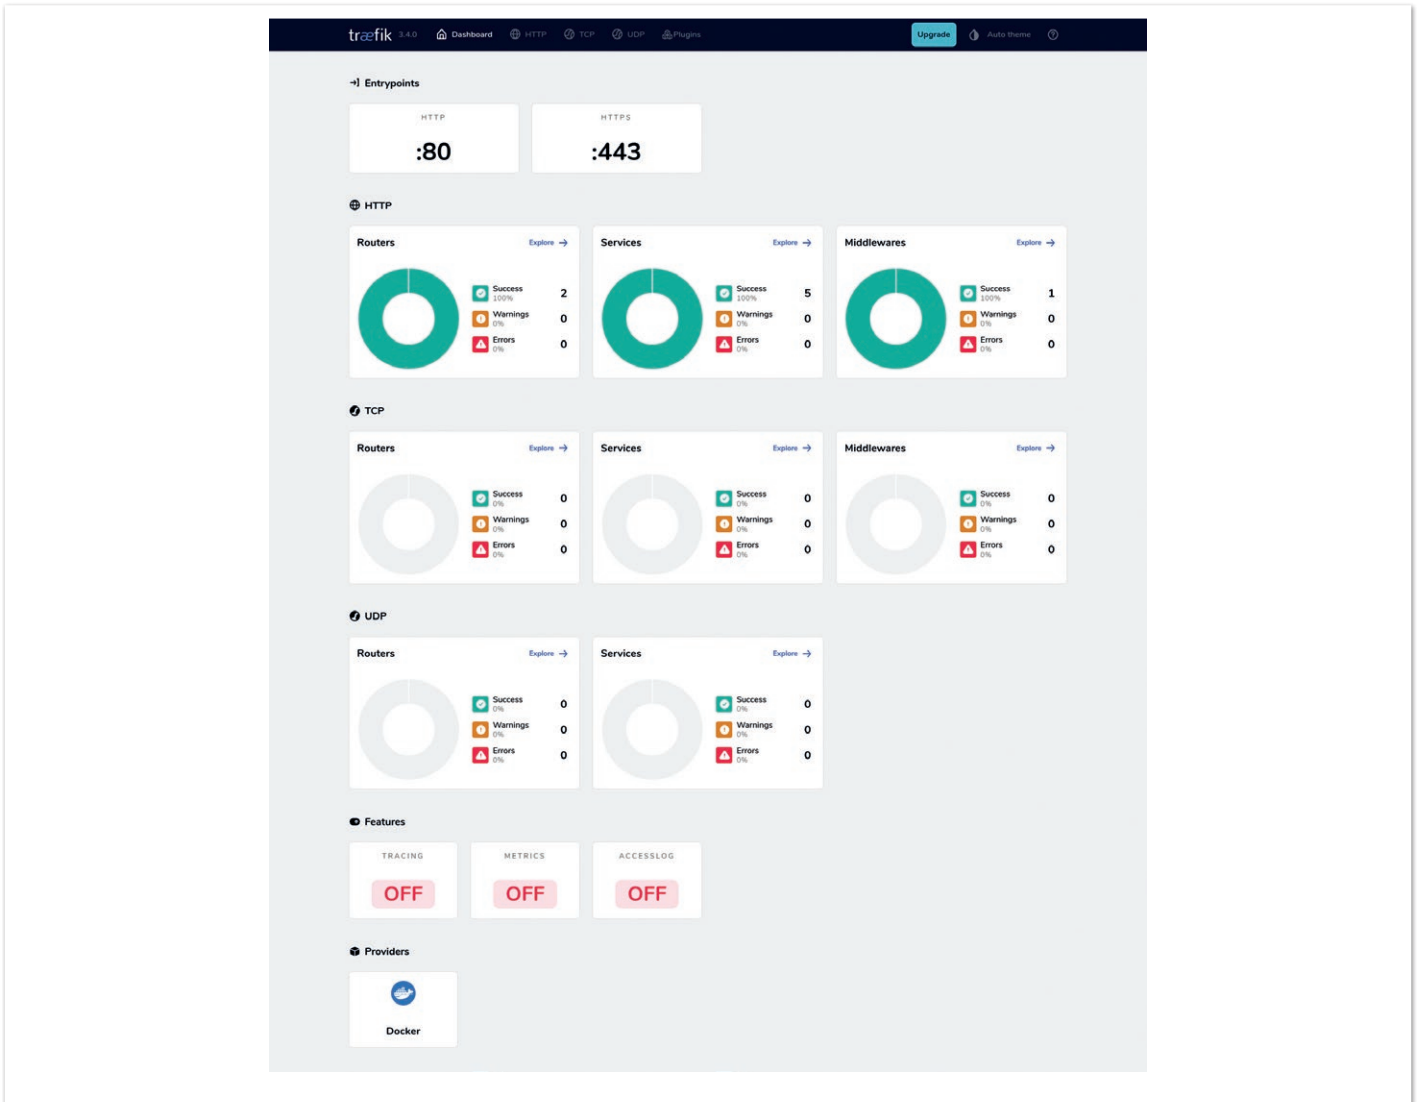 træfik 3.4.0 Dashboard HTTP TCP UDP Plugins Upgrade Auto theme
Entrypoints
HTTP HTTPS
:80 :443
HTTP
Routers Explore → Services Explore → Middlewares Explore →
Success 2 Success 5 Success 1
100% 100% 100%
Warnings 0 Warnings 0 Warnings 0
0% 0% 0%
Errors 0 Errors 0 Errors 0
0% 0% 0%
TCP
Routers Explore → Services Explore → Middlewares Explore →
Success 0 Success 0 Success 0
0% 0% 0%
Warnings 0 Warnings 0 Warnings 0
0% 0% 0%
Errors 0 Errors 0 Errors 0
0% 0% 0%
UDP
Routers Explore → Services Explore →
Success 0 Success 0
0% 0%
Warnings 0 Warnings 0
0% 0%
Errors 0 Errors 0
0% 0%
Features
TRACING METRICS ACCESSLOG
OFF OFF OFF
Providers
Docker